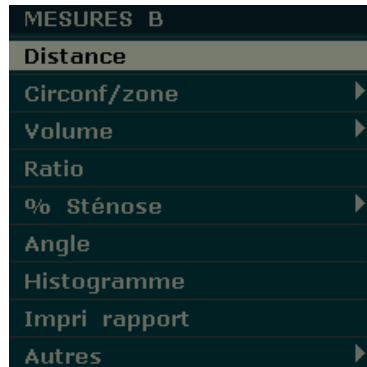 MESURES B
Distance
Circonf/zone
Volume
Ratio
% Sténose
Angle
Histogramme
Impri rapport
Autres